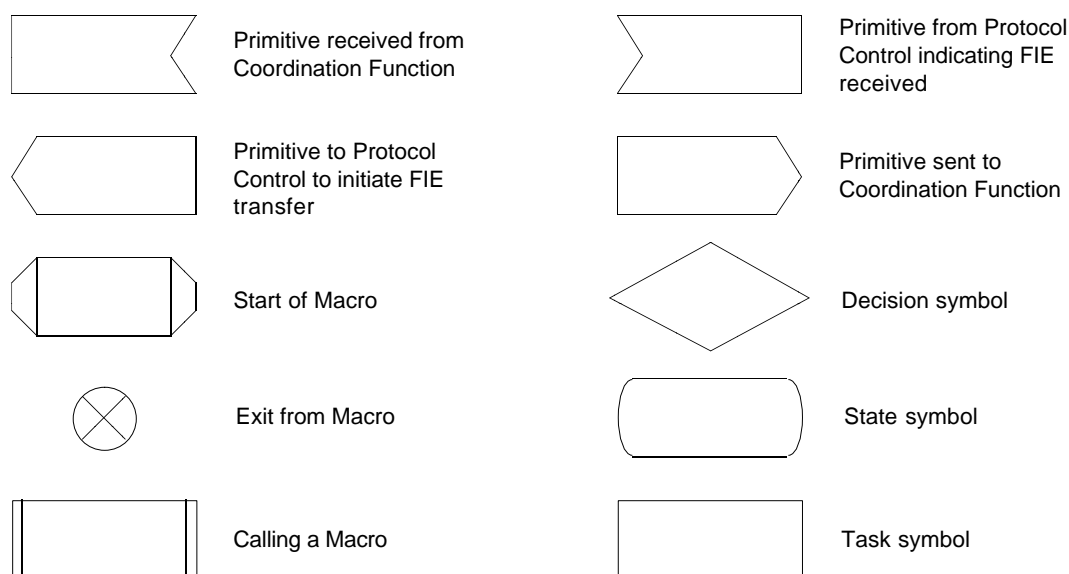 Primitive received from
Coordination Function
Primitive from Protocol
Control indicating FIE
received
Primitive to Protocol
Control to initiate FIE
transfer
Primitive sent to
Coordination Function
Start of Macro
Decision symbol
Exit from Macro
State symbol
Calling a Macro
Task symbol